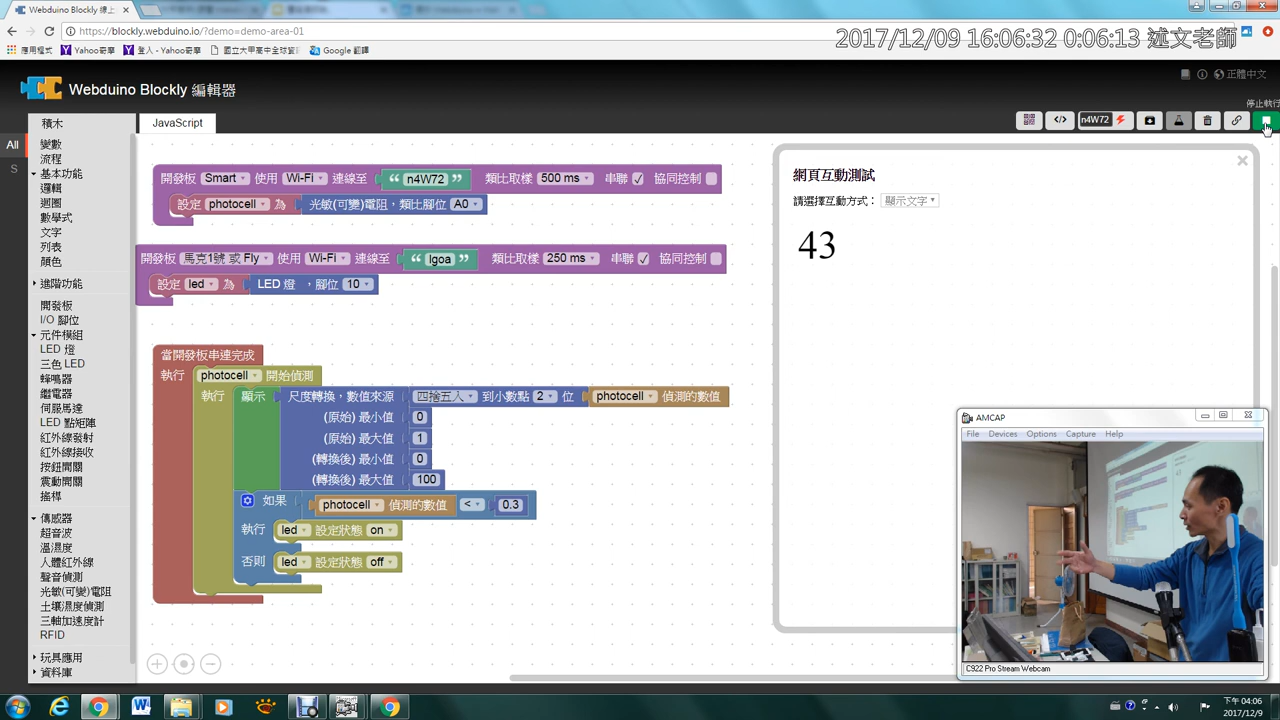 Webduino Blockly 線上
https://blockly.webduino.io/?demo=demo-area-01
2017/12/09 16:06:32 0:06:13 述文老師
應用程式 Yahoo奇摩 登入 - Yahoo奇摩 國立大甲高中全球資訊 Google 翻譯
Webduino Blockly 編輯器
正體中文
停止執行
積木
JavaScript
n4W72
All
S
變數
流程
基本功能
邏輯
迴圈
數學式
文字
列表
顏色
進階功能
開發板
I/O 腳位
元件模組
LED 燈
三色 LED
蜂鳴器
繼電器
伺服馬達
LED 點矩陣
紅外線發射
紅外線接收
按鈕開關
震動開關
搖桿
傳感器
超音波
溫濕度
人體紅外線
聲音偵測
光敏(可變)電阻
土壤濕度偵測
三軸加速度計
RFID
玩具應用
資料庫
開發板 Smart 使用 Wi-Fi 連線至 “ n4W72 ” 類比取樣 500 ms 串聯 協同控制
設定 photocell 為 光敏(可變)電阻，類比腳位 A0
開發板 馬克1號 或 Fly 使用 Wi-Fi 連線至 “ lgoa ” 類比取樣 250 ms 串聯 協同控制
設定 led 為 LED 燈 ，腳位 10
當開發板串連完成
執行 photocell 開始偵測
執行 顯示 尺度轉換，數值來源 四捨五入 到小數點 2 位 photocell 偵測的數值
(原始) 最小值 0
(原始) 最大值 1
(轉換後) 最小值 0
(轉換後) 最大值 100
如果 photocell 偵測的數值 < 0.3
執行 led 設定狀態 on
否則 led 設定狀態 off
網頁互動測試
請選擇互動方式： 顯示文字
43
AMCAP
File Devices Options Capture Help
C922 Pro Stream Webcam
下午 04:06
2017/12/9